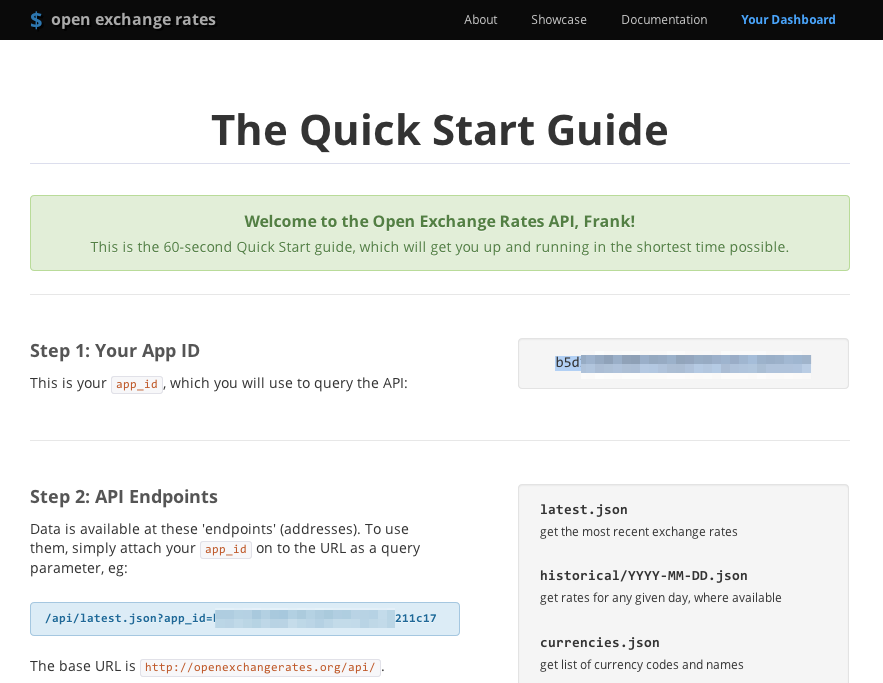 $ open exchange rates
About Showcase Documentation Your Dashboard
The Quick Start Guide
Welcome to the Open Exchange Rates API, Frank!
This is the 60-second Quick Start guide, which will get you up and running in the shortest time possible.
Step 1: Your App ID
This is your app_id, which you will use to query the API:
b5d
Step 2: API Endpoints
Data is available at these 'endpoints' (addresses). To use
them, simply attach your app_id on to the URL as a query
parameter, eg:
/api/latest.json?app_id= 211c17
The base URL is http://openexchangerates.org/api/.
latest.json
get the most recent exchange rates
historical/YYYY-MM-DD.json
get rates for any given day, where available
currencies.json
get list of currency codes and names